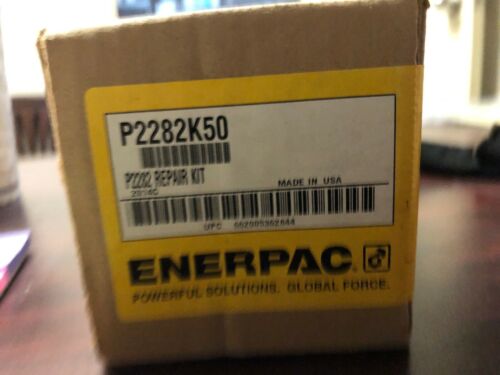 P2282K50
P2282 REPAIR KIT
MADE IN USA
UPC
ENERPAC®
POWERFUL SOLUTIONS. GLOBAL FORCE.